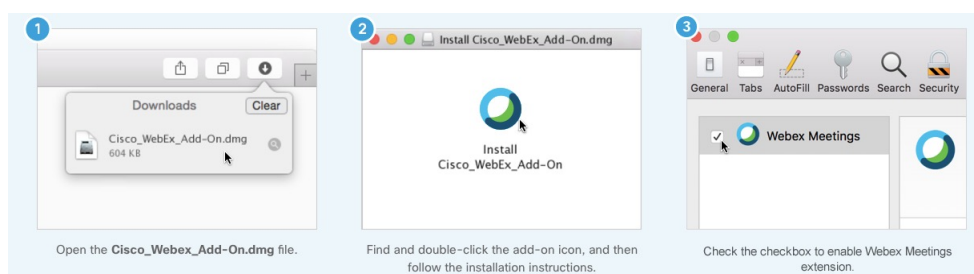 1
Downloads
Clear
Cisco_WebEx_Add-On.dmg
604 KB
Open the Cisco_Webex_Add-On.dmg file.
2
Install Cisco_WebEx_Add-On.dmg
Install
Cisco_WebEx_Add-On
Find and double-click the add-on icon, and then
follow the installation instructions.
3
General Tabs AutoFill Passwords Search Security
Webex Meetings
Check the checkbox to enable Webex Meetings
extension.